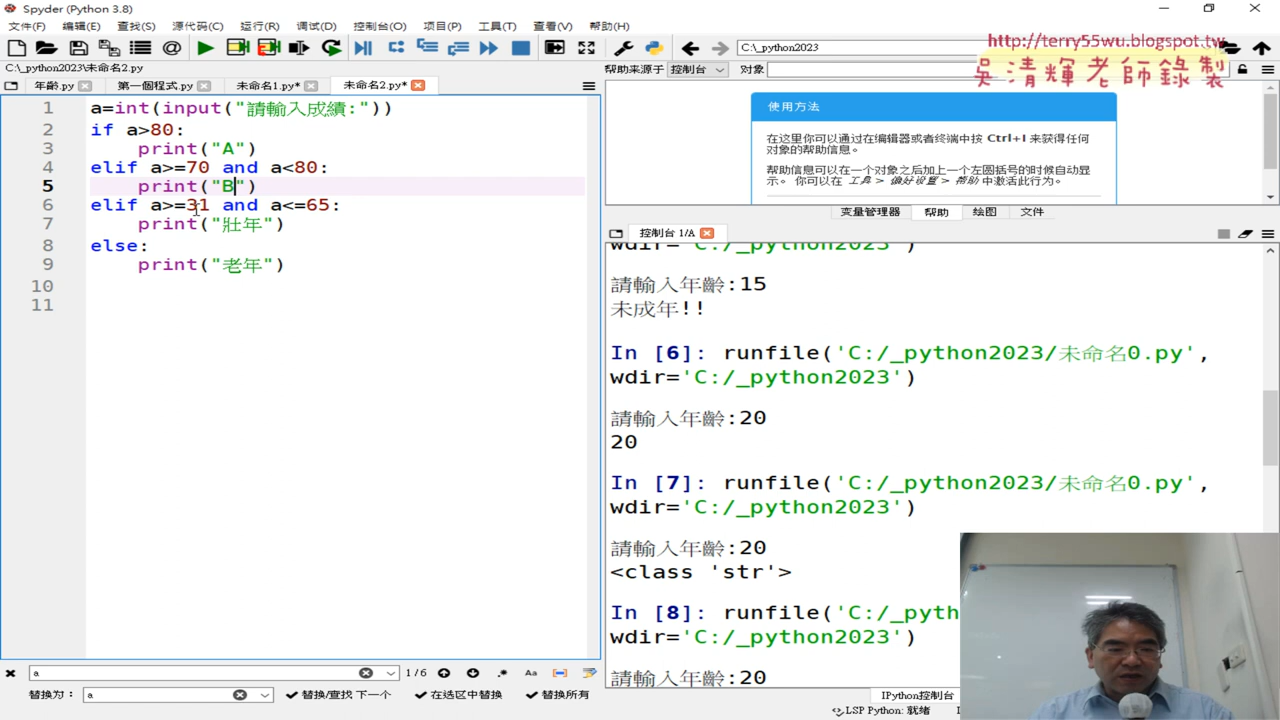 Spyder (Python 3.8)
文件(F) 编辑(E) 查找(S) 源代码(C) 运行(R) 调试(D) 控制台(O) 项目(P) 工具(T) 查看(V) 帮助(H)
C:\_python2023
http://terry55wu.blogspot.tw
吳清輝老師錄製
C:\_python2023\未命名2.py
帮助来源于 控制台 对象
年齡.py 第一個程式.py 未命名1.py* 未命名2.py*
1 a=int(input("請輸入成績:"))
2 if a>80:
3 print("A")
4 elif a>=70 and a<80:
5 print("B")
6 elif a>=31 and a<=65:
7 print("壯年")
8 else:
9 print("老年")
10
11
使用方法
在这里你可以通过在编辑器或者终端中按 Ctrl+I 来获得任何
对象的帮助信息。
帮助信息可以在一个对象之后加上一个左圆括号的时候自动显
示。 你可以在 工具 > 偏好设置 > 帮助 中激活此行为。
变量管理器 帮助 绘图 文件
控制台 1/A
wdir='C:/_python2023')
請輸入年齡:15
未成年!!
In [6]: runfile('C:/_python2023/未命名0.py',
wdir='C:/_python2023')
請輸入年齡:20
20
In [7]: runfile('C:/_python2023/未命名0.py',
wdir='C:/_python2023')
請輸入年齡:20
<class 'str'>
In [8]: runfile('C:/_pyth
wdir='C:/_python2023')
請輸入年齡:20
a 1/6 Aa
替换为: a 替换/查找 下一个 在选区中替换 替换所有
IPython控制台
LSP Python: 就绪